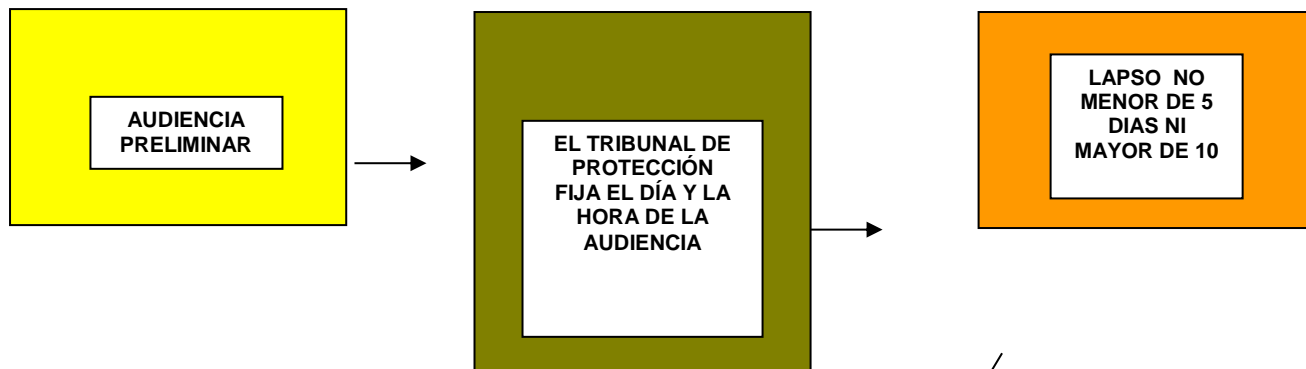 AUDIENCIA
PRELIMINAR
EL TRIBUNAL DE
PROTECCIÓN
FIJA EL DÍA Y LA
HORA DE LA
AUDIENCIA
LAPSO NO
MENOR DE 5
DIAS NI
MAYOR DE 10